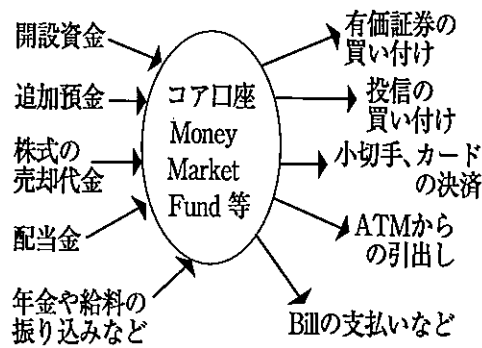 開設資金
追加預金
株式の
売却代金
配当金
年金や給料の
振り込みなど
コア口座
Money
Market
Fund 等
有価証券の
買い付け
投信の
買い付け
小切手、カード
の決済
ATMから
の引出し
Billの支払いなど